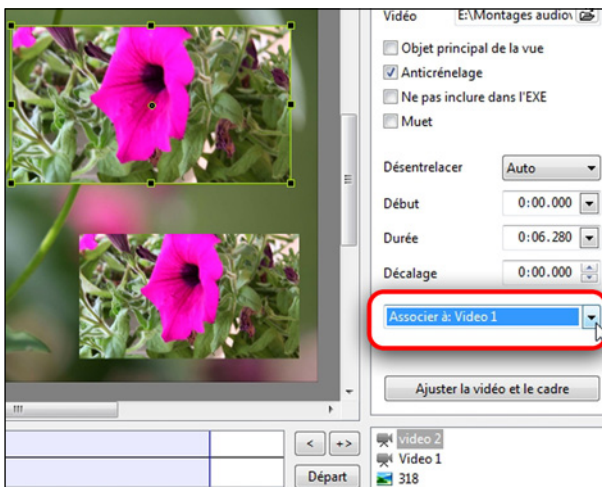 Vidéo E:\Montages audio
Objet principal de la vue
Anticrénelage
Ne pas inclure dans l'EXE
Muet
Désentrelacer Auto
Début 0:00.000
Durée 0:06.280
Décalage 0:00.000
Associer à: Video 1
Ajuster la vidéo et le cadre
< +>
Départ
video 2
Video 1
318